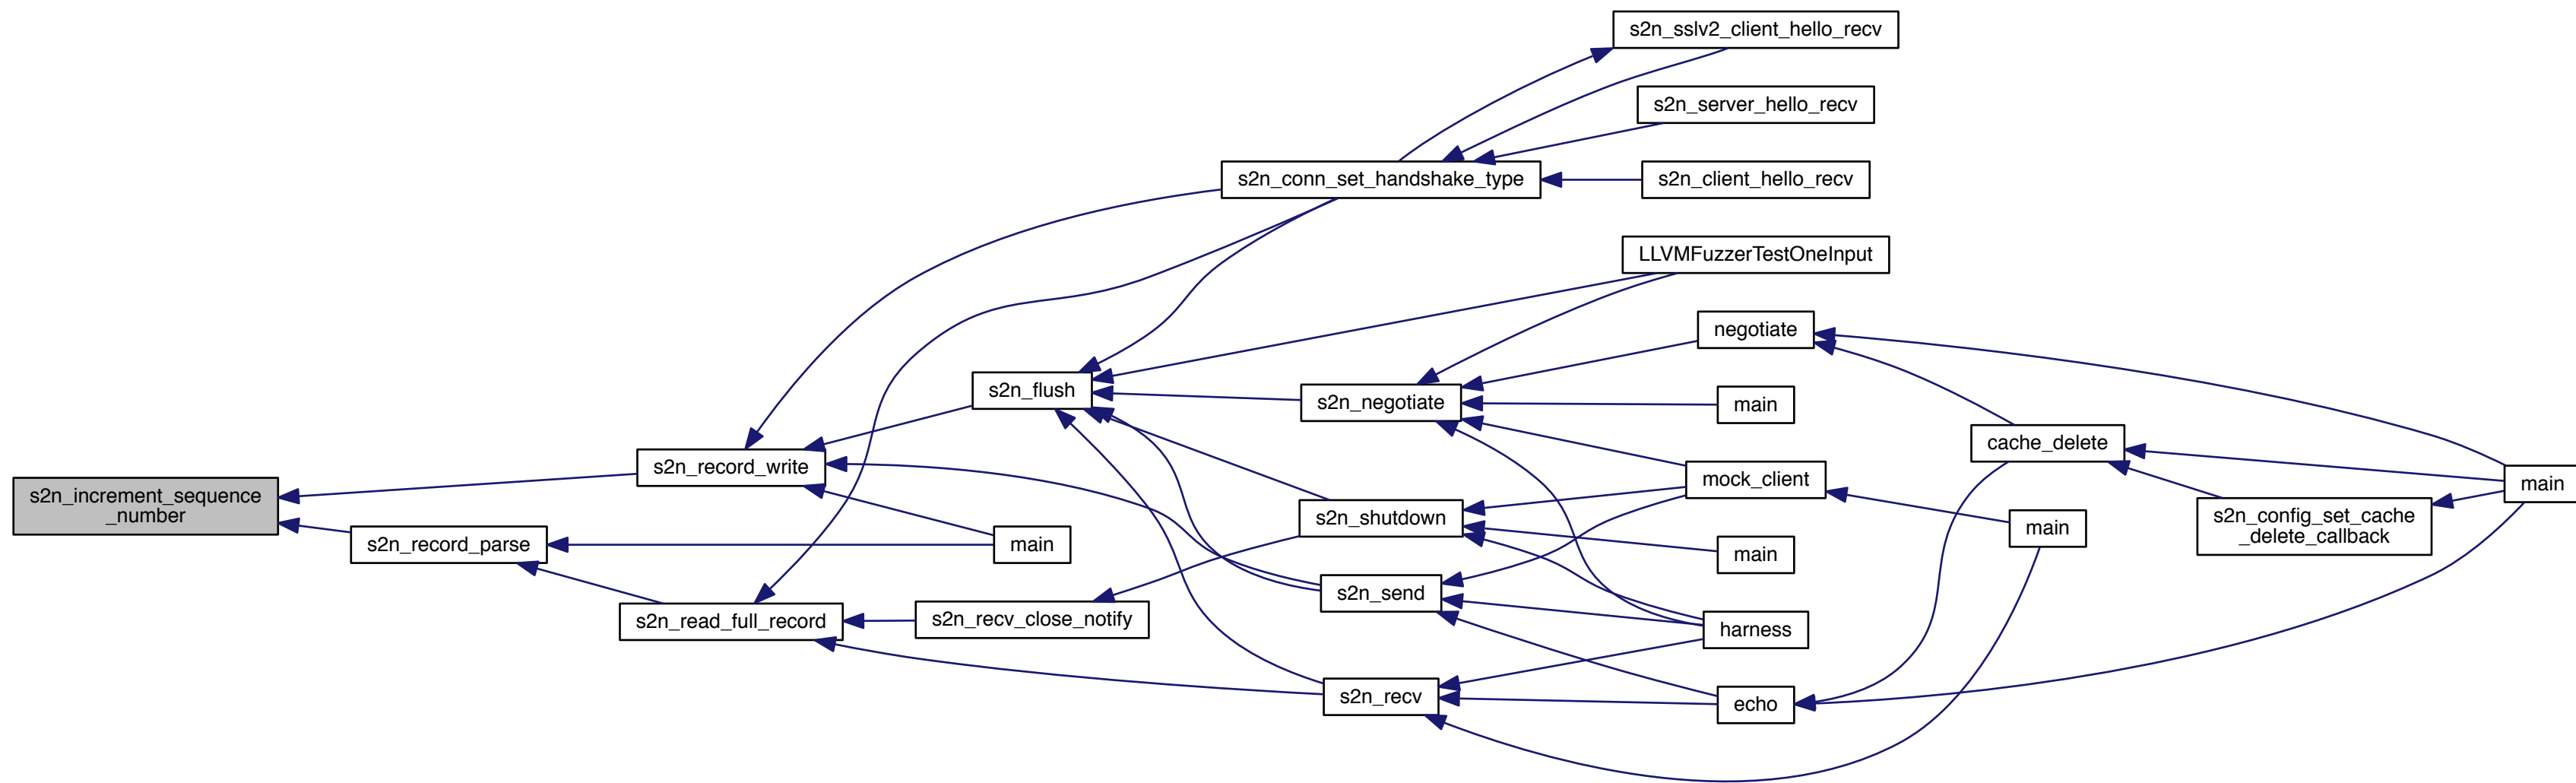 s2n_sslv2_client_hello_recv
s2n_server_hello_recv
s2n_conn_set_handshake_type
s2n_client_hello_recv
LLVMFuzzerTestOneInput
negotiate
s2n_flush
s2n_negotiate
main
cache_delete
s2n_record_write
mock_client
main
s2n_increment_sequence
_number
s2n_shutdown
s2n_config_set_cache
_delete_callback
main
s2n_record_parse
main
main
s2n_send
s2n_read_full_record
s2n_recv_close_notify
harness
s2n_recv
echo